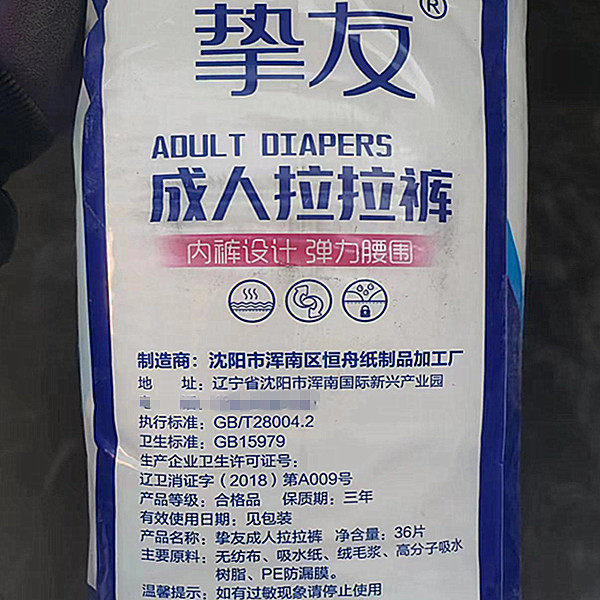 挚友®
ADULT DIAPERS
成人拉拉裤
内裤设计 弹力腰围
制造商：沈阳市浑南区恒舟纸制品加工厂
地 址：辽宁省沈阳市浑南国际新兴产业园
执行标准：GB/T28004.2
卫生标准：GB15979
生产企业卫生许可证号：
辽卫消证字（2018）第A009号
产品等级：合格品 保质期：三年
有效使用日期：见包装
产品名称：挚友成人拉拉裤 净含量：36片
主要原料：无纺布、吸水纸、绒毛浆、高分子吸水
树脂、PE防漏膜。
温馨提示：如有过敏现象请停止使用